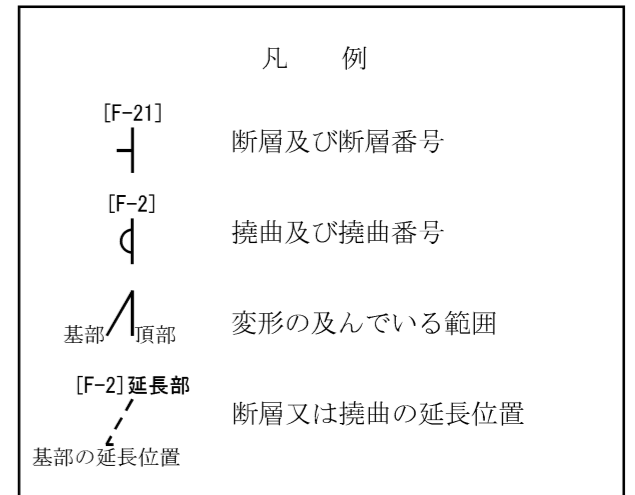 凡　例
[F-21]
断層及び断層番号
[F-2]
撓曲及び撓曲番号
基部 頂部
変形の及んでいる範囲
[F-2]延長部
断層又は撓曲の延長位置
基部の延長位置